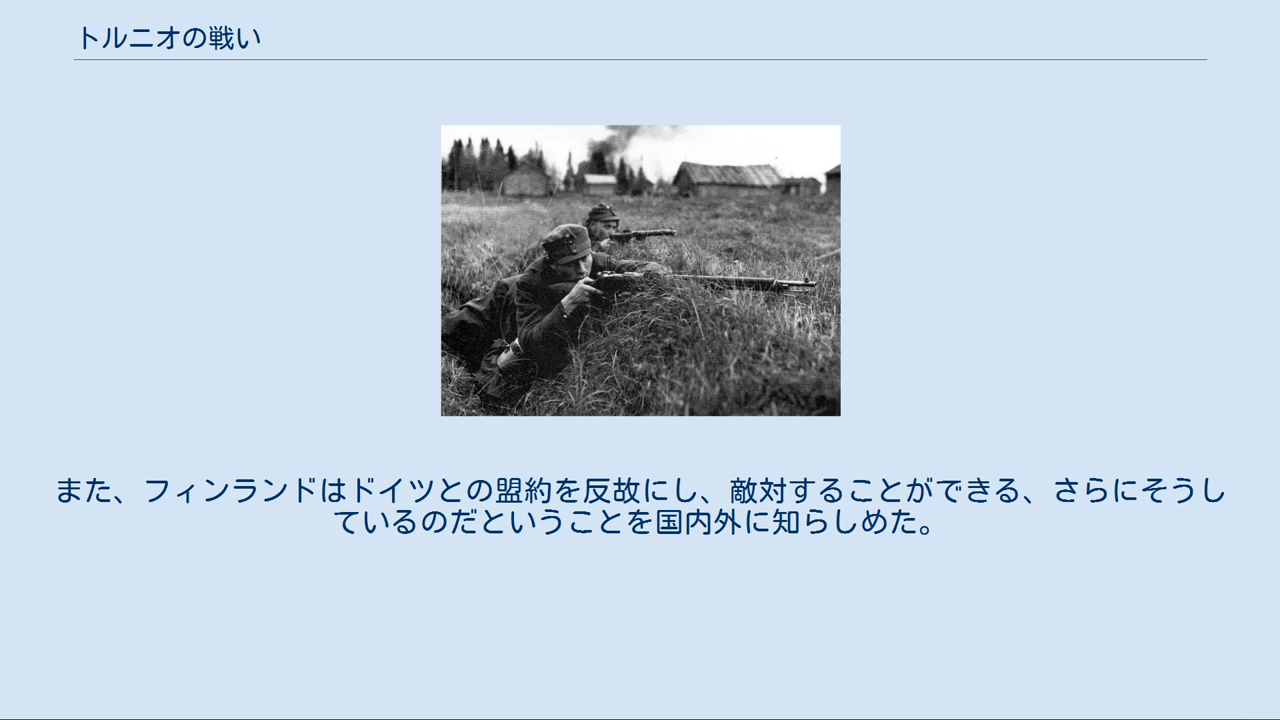 トルニオの戦い
また、フィンランドはドイツとの盟約を反故にし、敵対することができる、さらにそうし
ているのだということを国内外に知らしめた。